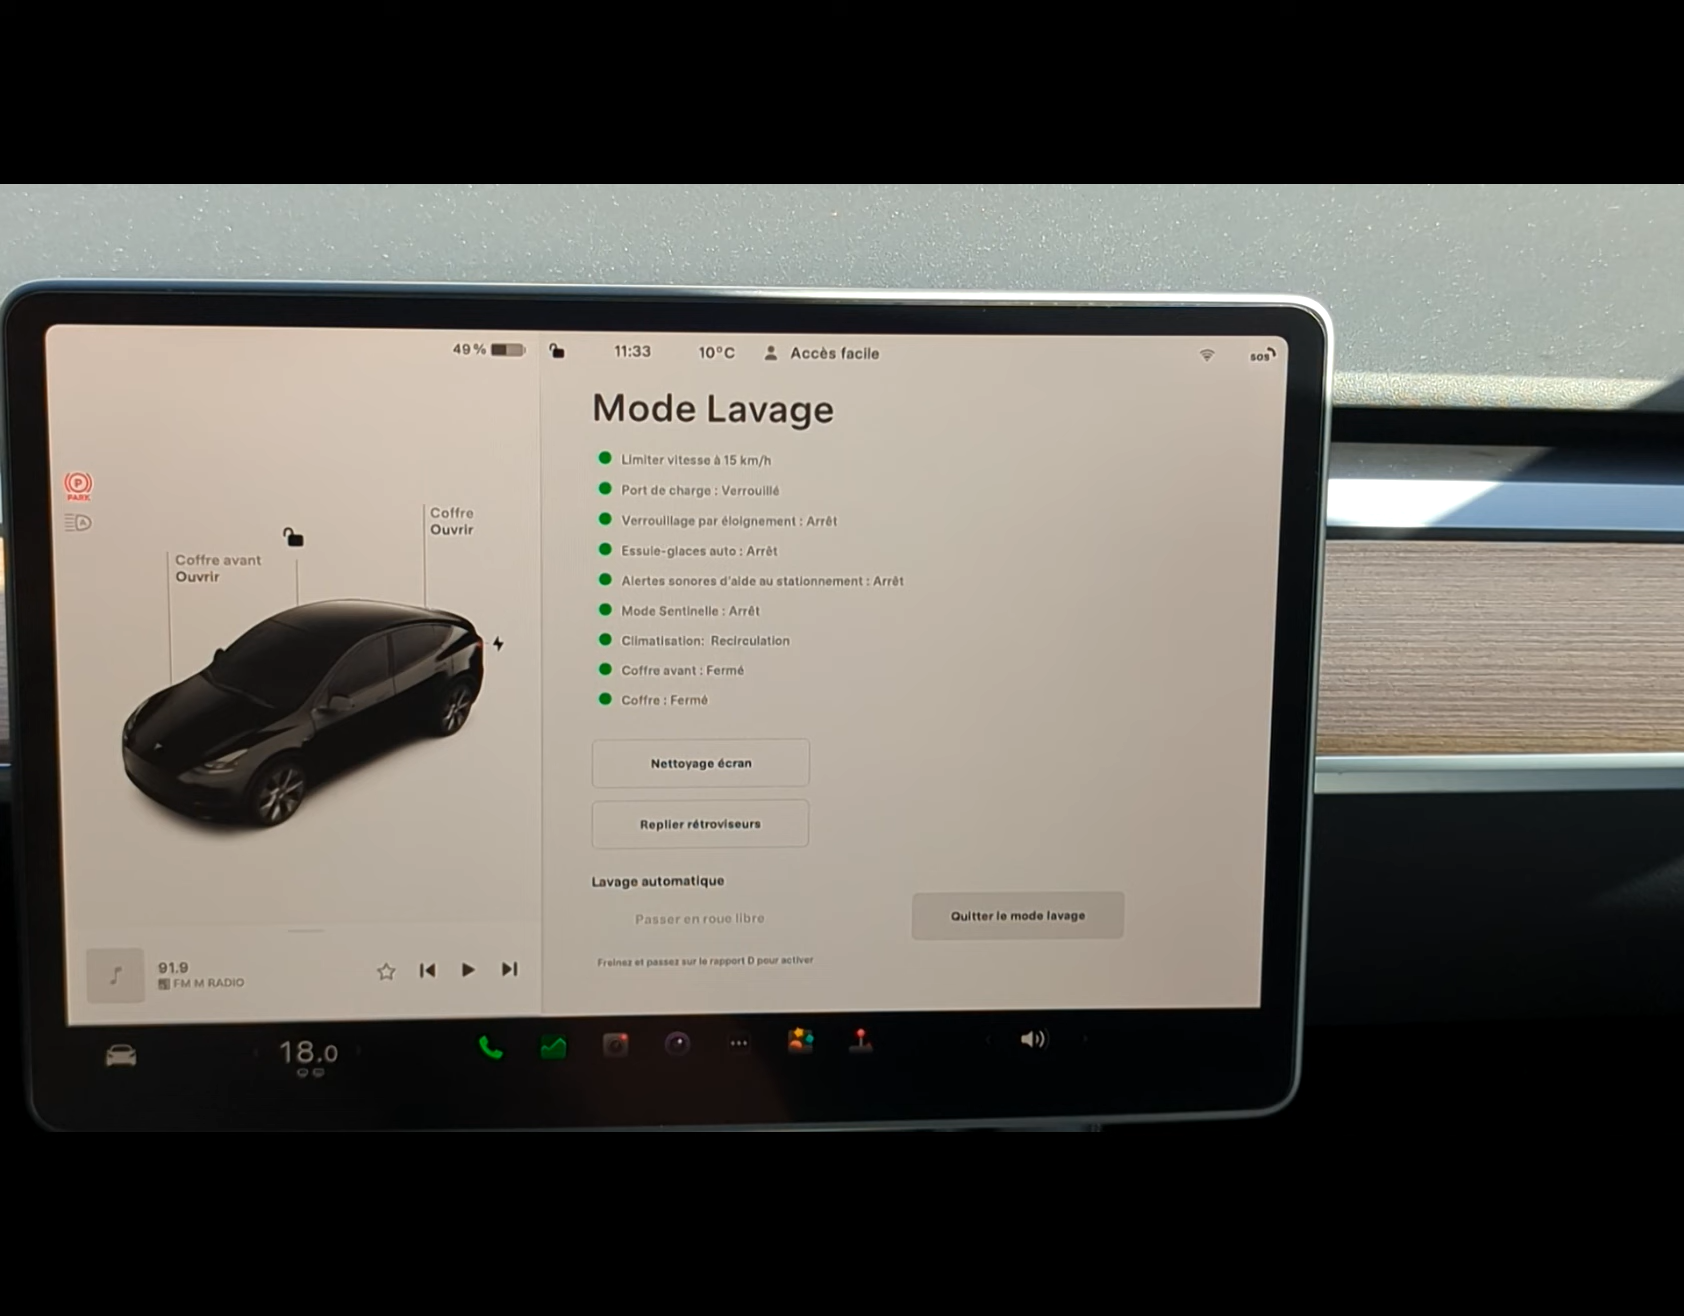 49 %
11:33
10°C
Accès facile
sos
Mode Lavage
Limiter vitesse à 15 km/h
Port de charge : Verrouillé
Verrouillage par éloignement : Arrêt
Essuie-glaces auto : Arrêt
Alertes sonores d'aide au stationnement : Arrêt
Mode Sentinelle : Arrêt
Climatisation: Recirculation
Coffre avant : Fermé
Coffre : Fermé
Nettoyage écran
Replier rétroviseurs
Lavage automatique
Passer en roue libre
Quitter le mode lavage
Freinez et passez sur le rapport D pour activer
P
PARK
Coffre
Ouvrir
Coffre avant
Ouvrir
91.9
FM M RADIO
18.0